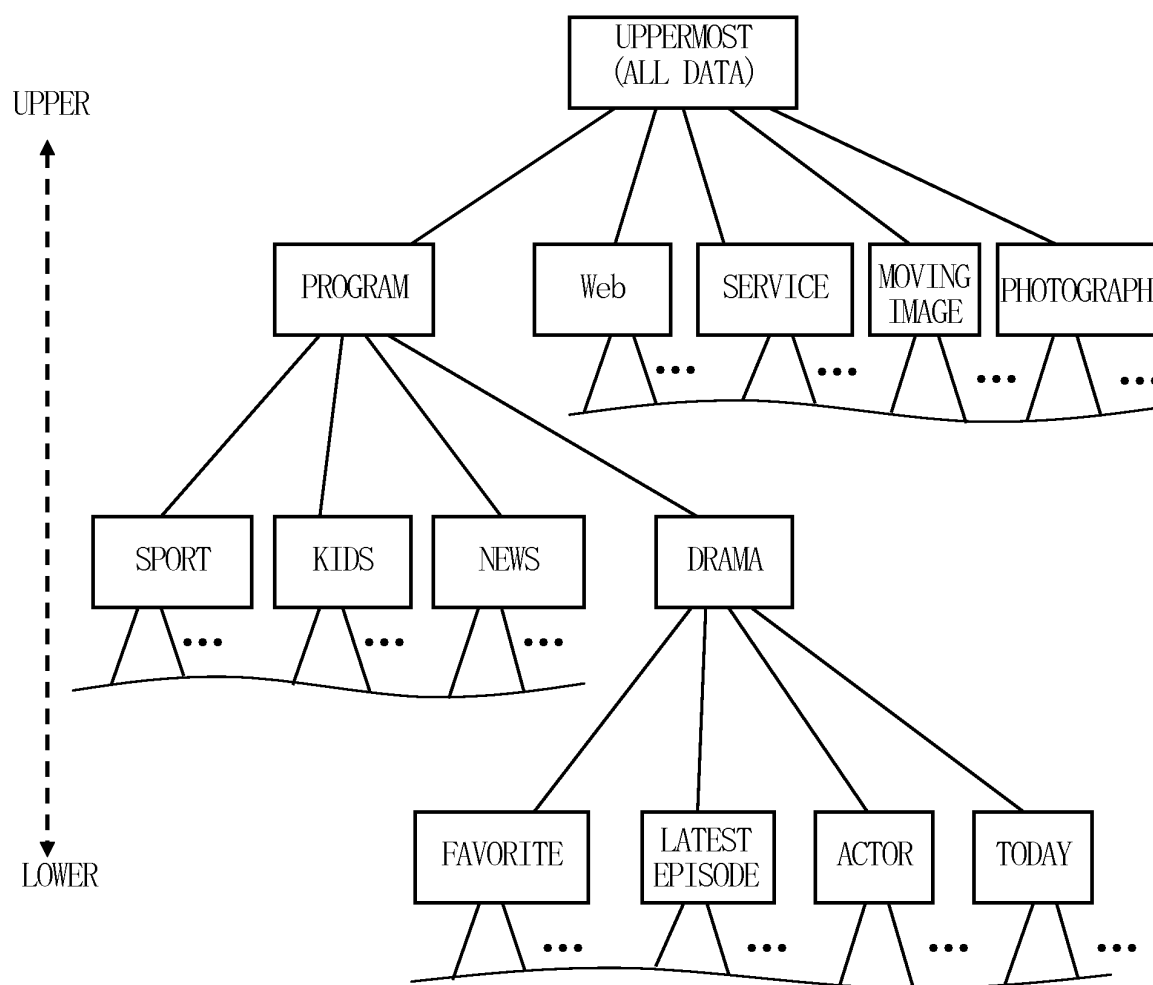 UPPERMOST
(ALL DATA)
UPPER
PROGRAM
Web
SERVICE
MOVING
IMAGE
PHOTOGRAPH
SPORT
KIDS
NEWS
DRAMA
FAVORITE
LATEST
EPISODE
ACTOR
TODAY
LOWER